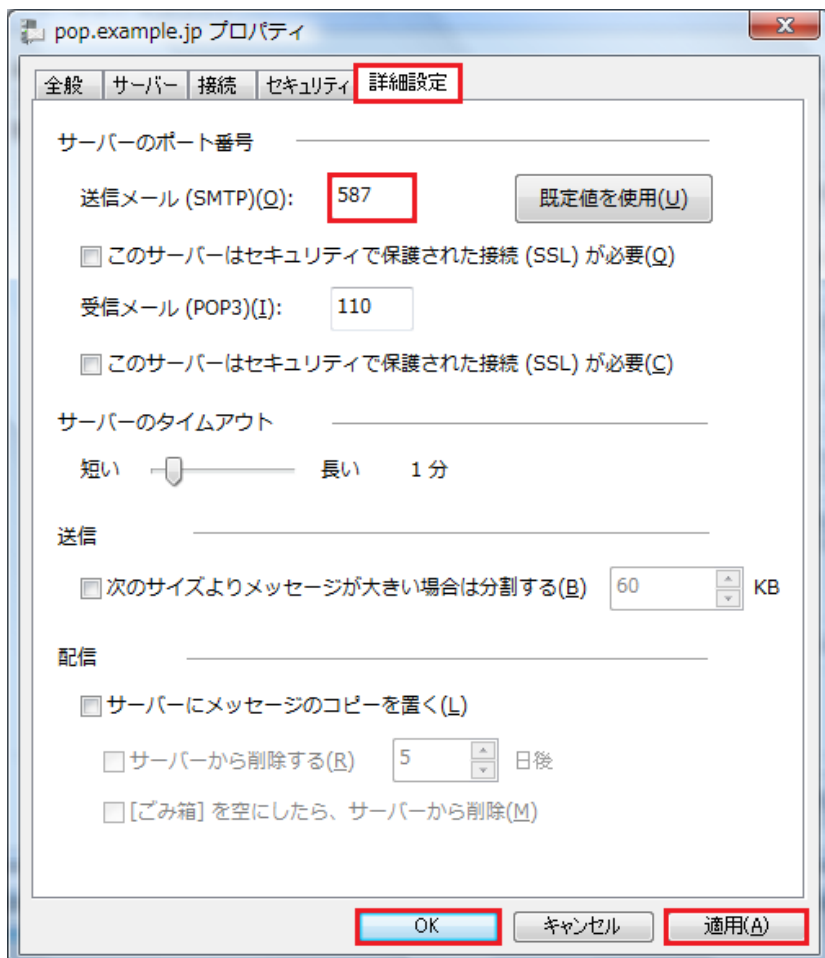 pop.example.jp プロパティ
全般 サーバー 接続 セキュリティ 詳細設定
サーバーのポート番号
送信メール (SMTP)(O): 587 既定値を使用(U)
このサーバーはセキュリティで保護された接続 (SSL) が必要(Q)
受信メール (POP3)(I): 110
このサーバーはセキュリティで保護された接続 (SSL) が必要(C)
サーバーのタイムアウト
短い 長い 1 分
送信
次のサイズよりメッセージが大きい場合は分割する(B) 60 KB
配信
サーバーにメッセージのコピーを置く(L)
サーバーから削除する(R) 5 日後
[ごみ箱] を空にしたら、サーバーから削除(M)
OK キャンセル 適用(A)